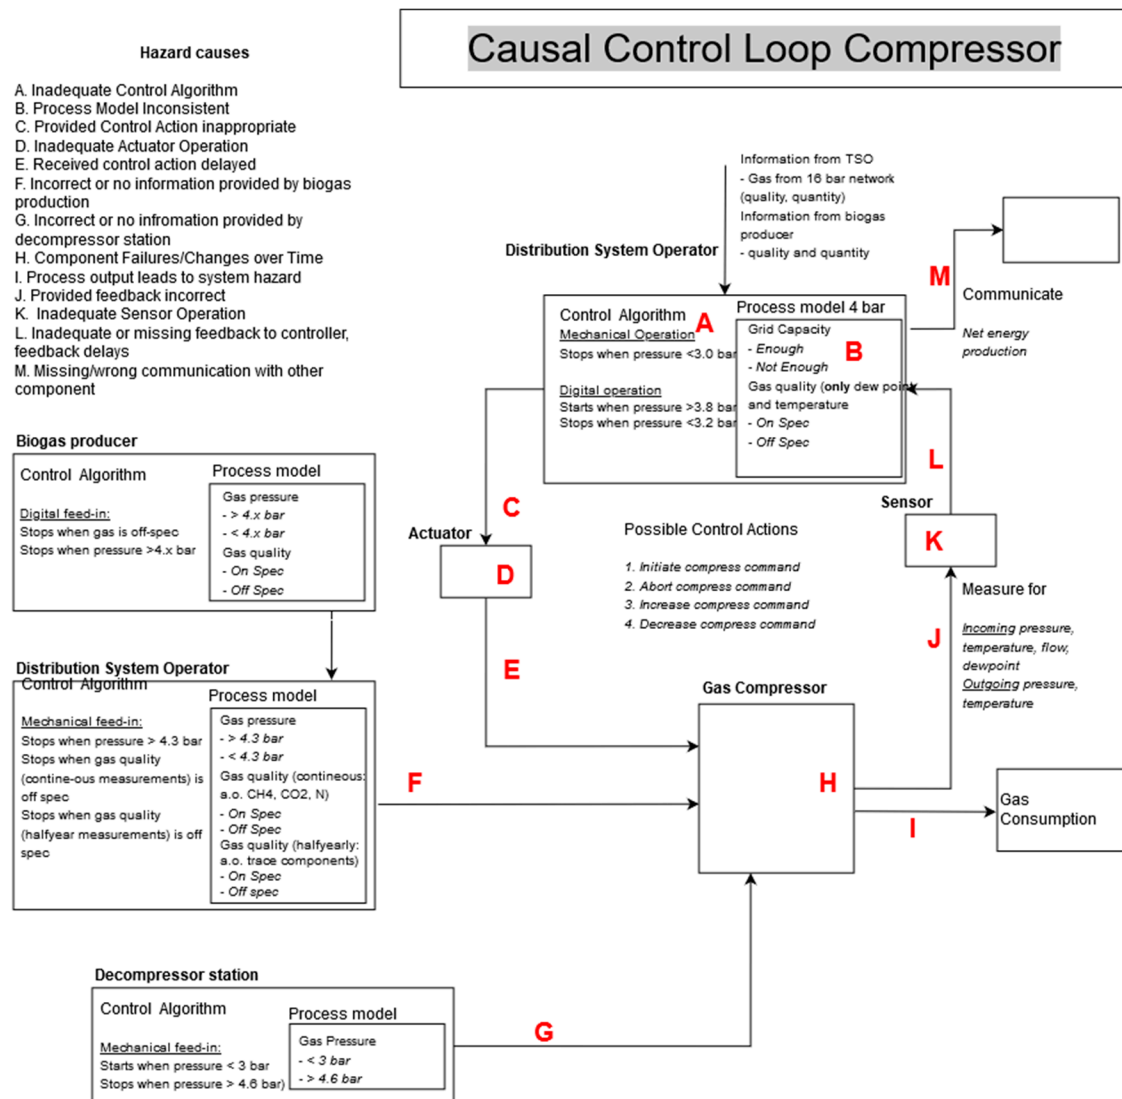 Causal Control Loop Compressor
Hazard causes
A. Inadequate Control Algorithm
B. Process Model Inconsistent
C. Provided Control Action inappropriate
D. Inadequate Actuator Operation
E. Received control action delayed
F. Incorrect or no information provided by biogas
production
G. Incorrect or no infromation provided by
decompressor station
H. Component Failures/Changes over Time
I. Process output leads to system hazard
J. Provided feedback incorrect
K. Inadequate Sensor Operation
L. Inadequate or missing feedback to controller,
feedback delays
M. Missing/wrong communication with other
component
Information from TSO
- Gas from 16 bar network
(quality, quantity)
Information from biogas
producer
- quality and quantity
Distribution System Operator
Control Algorithm
A
Mechanical Operation
Stops when pressure <3.0 bar
Digital operation
Starts when pressure >3.8 bar
Stops when pressure <3.2 bar
Process model 4 bar
Grid Capacity
- Enough
B
- Not Enough
Gas quality (only dew point
and temperature
- On Spec
- Off Spec
M
Communicate
Net energy
production
L
Sensor
K
Measure for
J
Incoming pressure,
temperature, flow,
dewpoint
Outgoing pressure,
temperature
C
Actuator
D
E
Possible Control Actions
1. Initiate compress command
2. Abort compress command
3. Increase compress command
4. Decrease compress command
Biogas producer
Control Algorithm
Digital feed-in:
Stops when gas is off-spec
Stops when pressure >4.x bar
Process model
Gas pressure
- > 4.x bar
- < 4.x bar
Gas quality
- On Spec
- Off Spec
Distribution System Operator
Control Algorithm
Mechanical feed-in:
Stops when pressure > 4.3 bar
Stops when gas quality
(contine-ous measurements) is
off spec
Stops when gas quality
(halfyear measurements) is off
spec
Process model
Gas pressure
- > 4.3 bar
- < 4.3 bar
Gas quality (contineous:
a.o. CH4, CO2, N)
- On Spec
- Off Spec
Gas quality (halfyearly:
a.o. trace components)
- On Spec
- Off spec
F
Gas Compressor
H
I
Gas
Consumption
Decompressor station
Control Algorithm
Mechanical feed-in:
Starts when pressure < 3 bar
Stops when pressure > 4.6 bar)
Process model
Gas Pressure
- < 3 bar
- > 4.6 bar
G